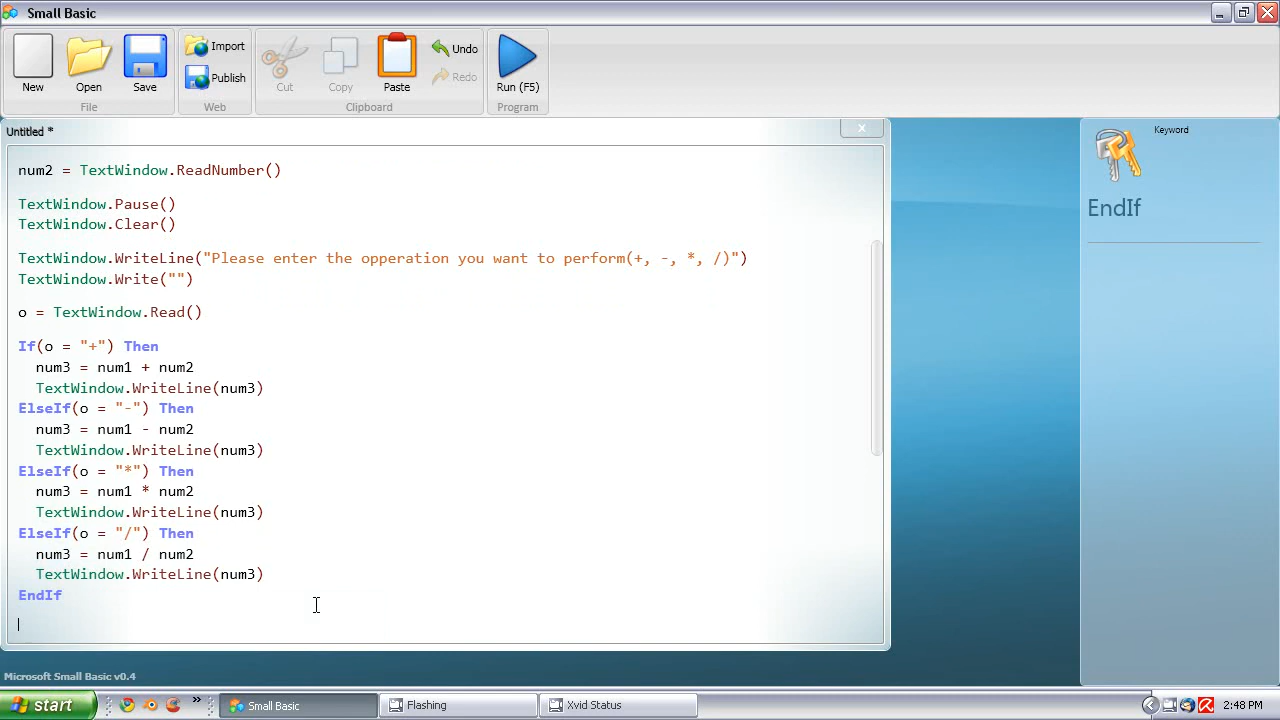 Small Basic
New
Open
Save
Import
Publish
Cut
Copy
Paste
Undo
Redo
Run (F5)
File
Web
Clipboard
Program
Untitled *
x
num2 = TextWindow.ReadNumber()
TextWindow.Pause()
TextWindow.Clear()
TextWindow.WriteLine("Please enter the opperation you want to perform(+, -, *, /)")
TextWindow.Write("")
o = TextWindow.Read()
If(o = "+") Then
num3 = num1 + num2
TextWindow.WriteLine(num3)
ElseIf(o = "-") Then
num3 = num1 - num2
TextWindow.WriteLine(num3)
ElseIf(o = "*") Then
num3 = num1 * num2
TextWindow.WriteLine(num3)
ElseIf(o = "/") Then
num3 = num1 / num2
TextWindow.WriteLine(num3)
EndIf
Keyword
EndIf
Microsoft Small Basic v0.4
start
Small Basic
Flashing
Xvid Status
2:48 PM